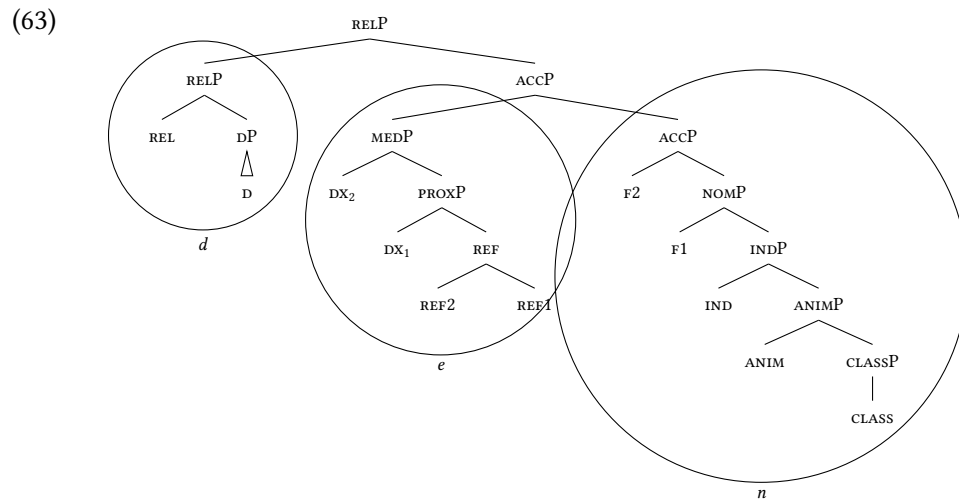 (63)
RELP
RELP ACCP
REL DP MEDP ACCP
D DX₂ PROXP F2 NOMP
d DX₁ REF F1 INDP
REF2 REF1 IND ANIMP
e ANIM CLASSP
CLASS
n